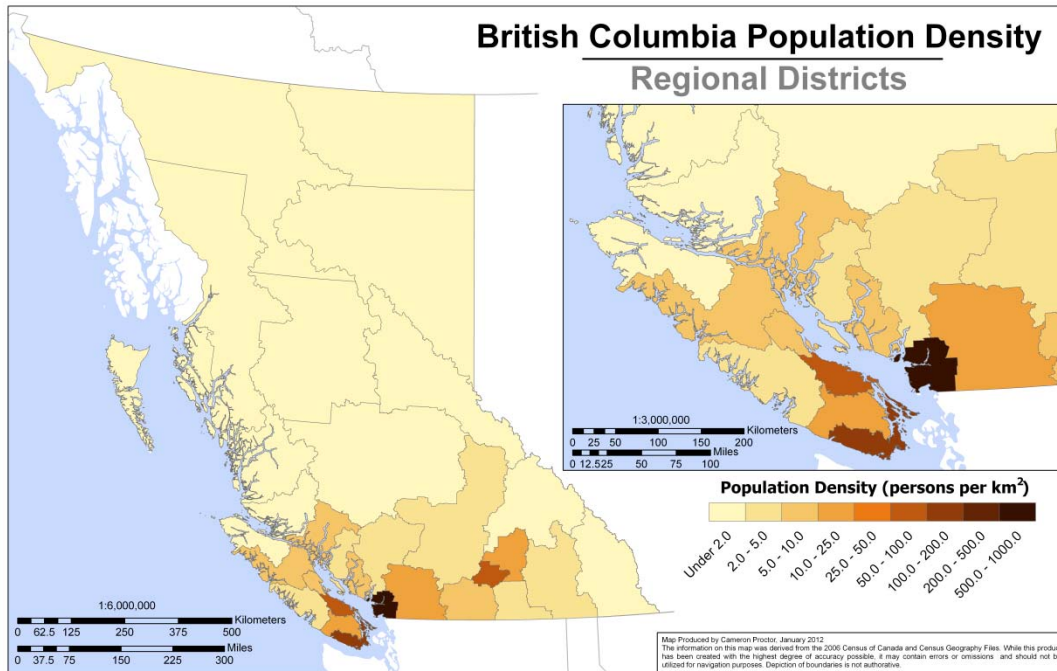 British Columbia Population Density
Regional Districts
1:3,000,000
Kilometers
0 25 50 100 150 200
Miles
0 12.5 25 50 75 100
Population Density (persons per km²)
Under 2.0
2.0 - 5.0
5.0 - 10.0
10.0 - 25.0
25.0 - 50.0
50.0 - 100.0
100.0 - 200.0
200.0 - 500.0
500.0 - 1000.0
1:6,000,000
Kilometers
0 62.5 125 250 375 500
Miles
0 37.5 75 150 225 300
Map Produced by Cameron Proctor, January 2012
The information on this map was derived from the 2006 Census of Canada and Census Geography Files. While this produ
has been created with the highest degree of accuracy possible, it may contain errors or omissions and should not b
utilized for navigation purposes. Depiction of boundaries is not authorative.